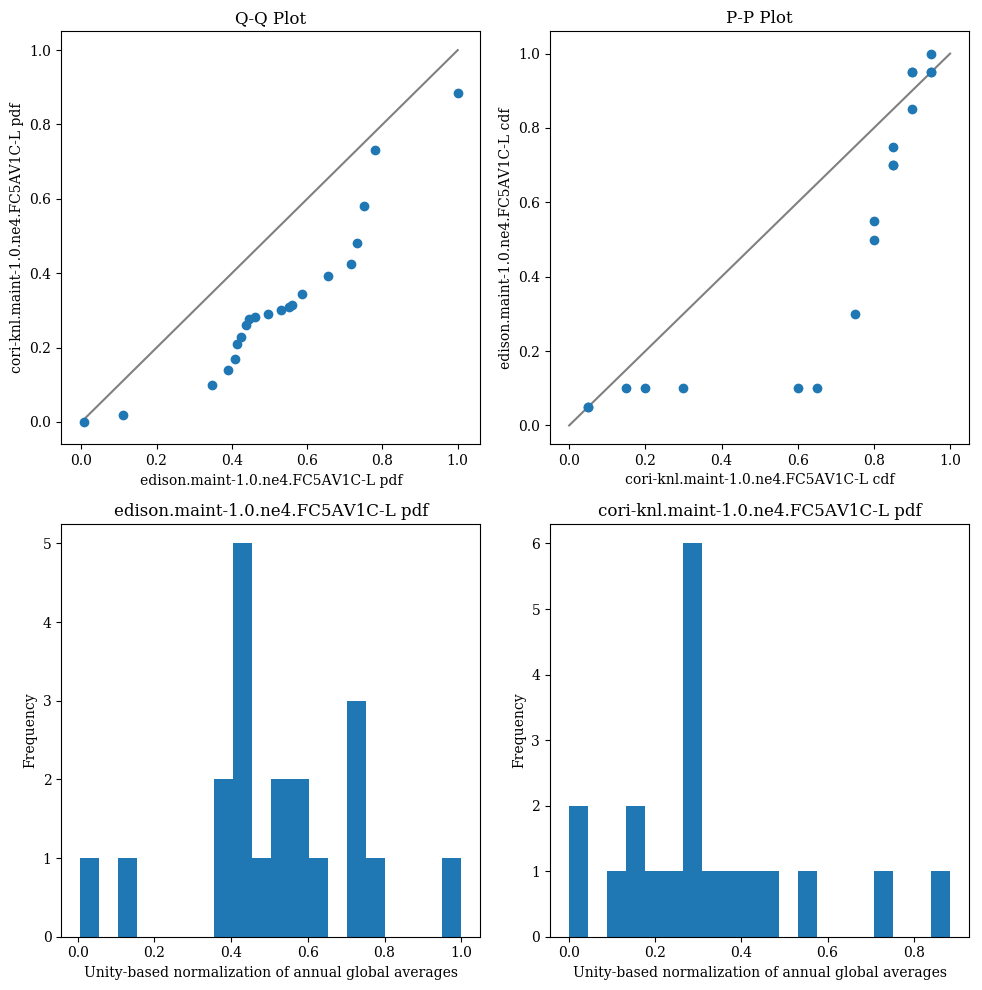 Q-Q Plot
cori-knl.maint-1.0.ne4.FC5AV1C-L pdf
1.0
0.8
0.6
0.4
0.2
0.0
0.0 0.2 0.4 0.6 0.8 1.0
edison.maint-1.0.ne4.FC5AV1C-L pdf
P-P Plot
edison.maint-1.0.ne4.FC5AV1C-L cdf
1.0
0.8
0.6
0.4
0.2
0.0
0.0 0.2 0.4 0.6 0.8 1.0
cori-knl.maint-1.0.ne4.FC5AV1C-L cdf
edison.maint-1.0.ne4.FC5AV1C-L pdf
Frequency
5
4
3
2
1
0
0.0 0.2 0.4 0.6 0.8 1.0
Unity-based normalization of annual global averages
cori-knl.maint-1.0.ne4.FC5AV1C-L pdf
Frequency
6
5
4
3
2
1
0
0.0 0.2 0.4 0.6 0.8
Unity-based normalization of annual global averages